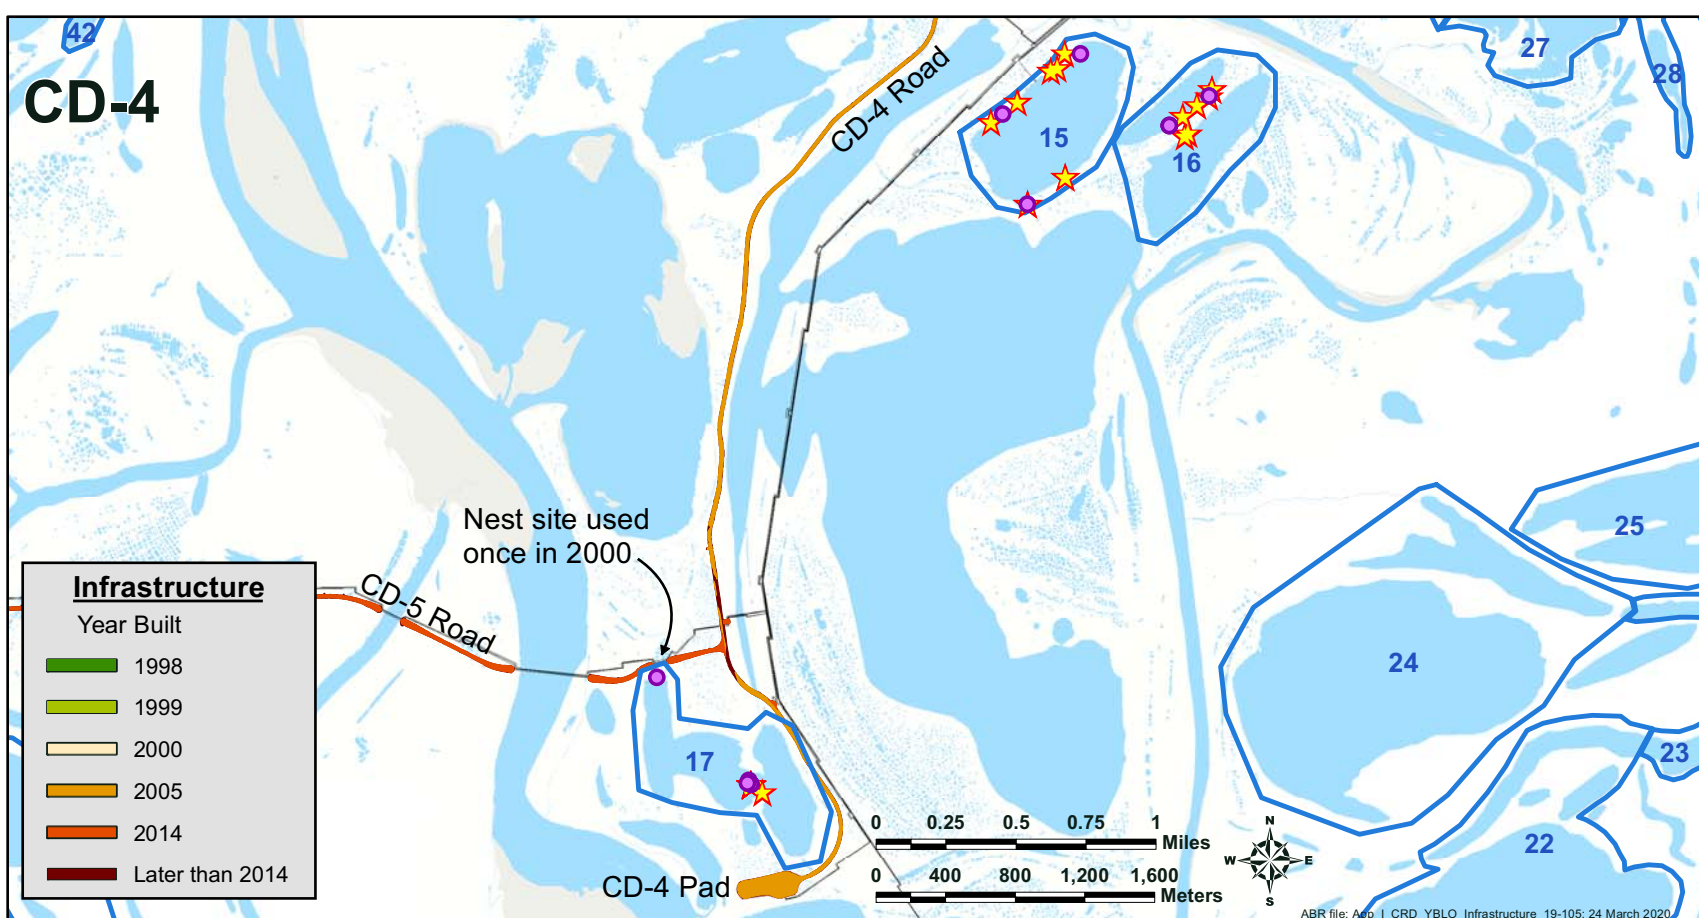 42
CD-4
CD-4 Road
27
28
15
16
Nest site used
once in 2000
25
CD-5 Road
24
17
23
22
CD-4 Pad
Infrastructure
Year Built
1998
1999
2000
2005
2014
Later than 2014
0 0.25 0.5 0.75 1
Miles
0 400 800 1,200 1,600
Meters
N
W E
S
ABR file: App_I_CRD_YBLO_Infrastructure_19-105; 24 March 2020